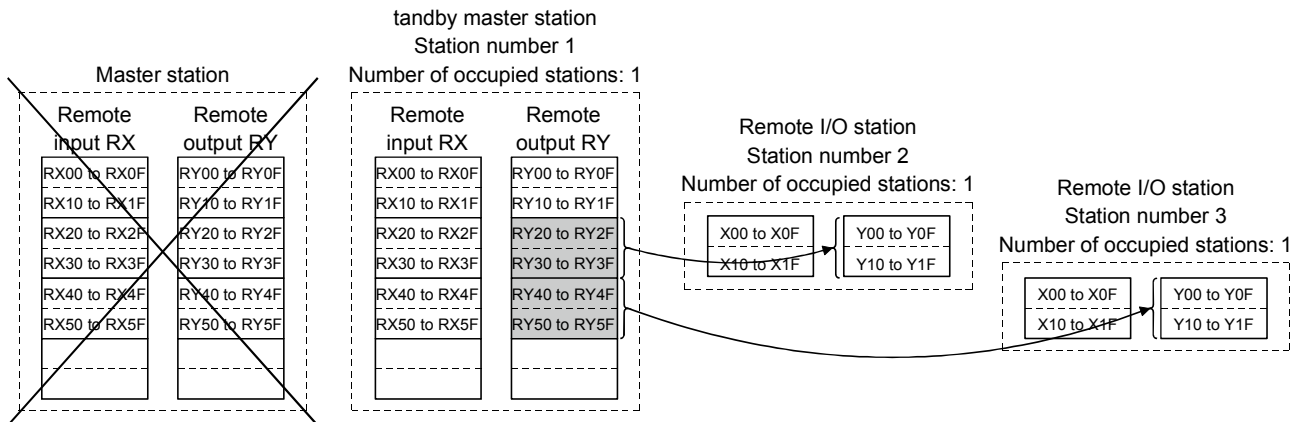 tandby master station
Station number 1
Number of occupied stations: 1
Master station
Remote input RX
Remote output RY
RX00 to RX0F
RX10 to RX1F
RX20 to RX2F
RX30 to RX3F
RX40 to RX4F
RX50 to RX5F
RY00 to RY0F
RY10 to RY1F
RY20 to RY2F
RY30 to RY3F
RY40 to RY4F
RY50 to RY5F
Remote input RX
Remote output RY
RX00 to RX0F
RX10 to RX1F
RX20 to RX2F
RX30 to RX3F
RX40 to RX4F
RX50 to RX5F
RY00 to RY0F
RY10 to RY1F
RY20 to RY2F
RY30 to RY3F
RY40 to RY4F
RY50 to RY5F
Remote I/O station
Station number 2
Number of occupied stations: 1
X00 to X0F
X10 to X1F
Y00 to Y0F
Y10 to Y1F
Remote I/O station
Station number 3
Number of occupied stations: 1
X00 to X0F
X10 to X1F
Y00 to Y0F
Y10 to Y1F